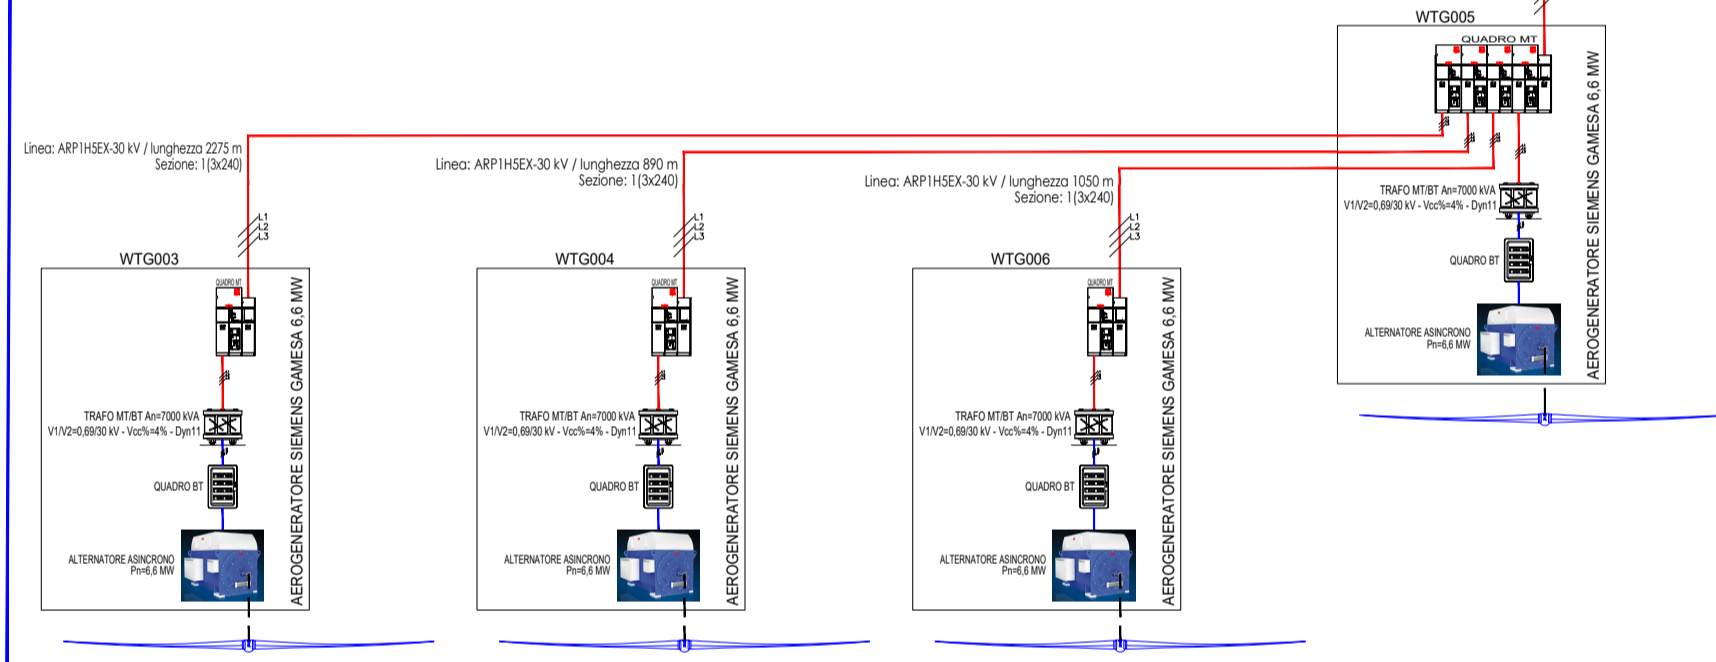 WTG005
QUADRO MT
AEROGENERATORE SIEMENS GAMESA 6,6 MW
TRAFO MT/BT An=7000 kVA
V1/V2=0,69/30 kV - Vcc%=4% - Dyn11
QUADRO BT
ALTERNATORE ASINCRONO
Pn=6,6 MW
Linea: ARP1H5EX-30 kV / lunghezza 2275 m
Sezione: 1(3x240)
L1
L2
L3
WTG003
QUADRO MT
AEROGENERATORE SIEMENS GAMESA 6,6 MW
TRAFO MT/BT An=7000 kVA
V1/V2=0,69/30 kV - Vcc%=4% - Dyn11
QUADRO BT
ALTERNATORE ASINCRONO
Pn=6,6 MW
Linea: ARP1H5EX-30 kV / lunghezza 890 m
Sezione: 1(3x240)
L1
L2
L3
WTG004
QUADRO MT
AEROGENERATORE SIEMENS GAMESA 6,6 MW
TRAFO MT/BT An=7000 kVA
V1/V2=0,69/30 kV - Vcc%=4% - Dyn11
QUADRO BT
ALTERNATORE ASINCRONO
Pn=6,6 MW
Linea: ARP1H5EX-30 kV / lunghezza 1050 m
Sezione: 1(3x240)
L1
L2
L3
WTG006
QUADRO MT
AEROGENERATORE SIEMENS GAMESA 6,6 MW
TRAFO MT/BT An=7000 kVA
V1/V2=0,69/30 kV - Vcc%=4% - Dyn11
QUADRO BT
ALTERNATORE ASINCRONO
Pn=6,6 MW